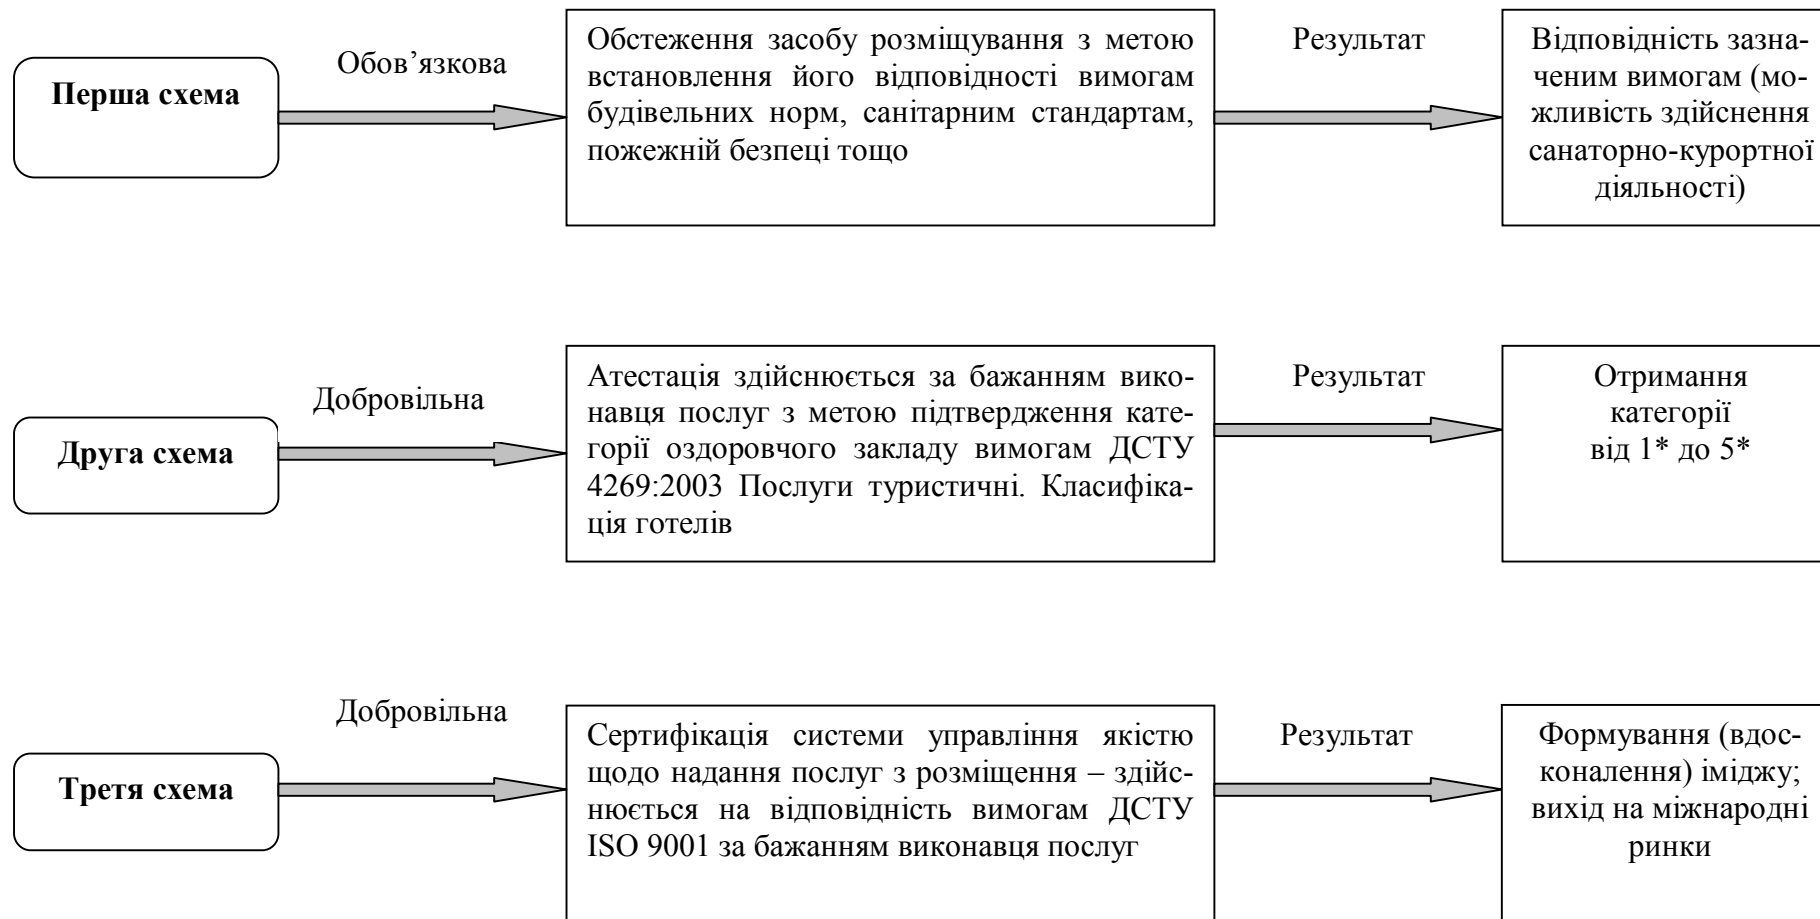 Перша схема
Обов’язкова
Обстеження засобу розміщування з метою
встановлення його відповідності вимогам
будівельних норм, санітарним стандартам,
пожежній безпеці тощо
Результат
Відповідність зазна-
ченим вимогам (мо-
жливість здійснення
санаторно-курортної
діяльності)
Друга схема
Добровільна
Атестація здійснюється за бажанням вико-
навця послуг з метою підтвердження кате-
горії оздоровчого закладу вимогам ДСТУ
4269:2003 Послуги туристичні. Класифіка-
ція готелів
Результат
Отримання
категорії
від 1* до 5*
Третя схема
Добровільна
Сертифікація системи управління якістю
щодо надання послуг з розміщення – здійс-
нюється на відповідність вимогам ДСТУ
ISO 9001 за бажанням виконавця послуг
Результат
Формування (вдос-
коналення) іміджу;
вихід на міжнародні
ринки